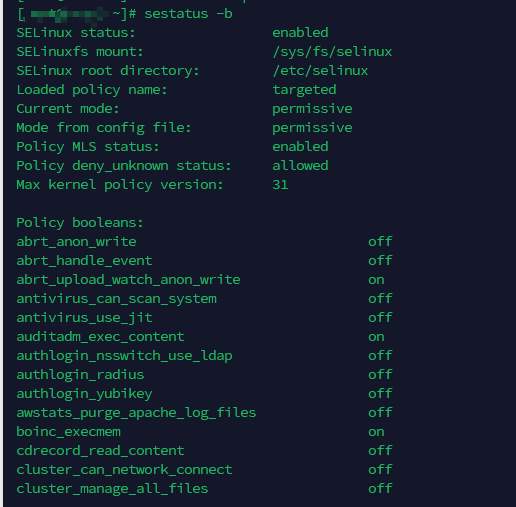 ~]# sestatus -b
SELinux status: enabled
SELinuxfs mount: /sys/fs/selinux
SELinux root directory: /etc/selinux
Loaded policy name: targeted
Current mode: permissive
Mode from config file: permissive
Policy MLS status: enabled
Policy deny_unknown status: allowed
Max kernel policy version: 31

Policy booleans:
abrt_anon_write off
abrt_handle_event off
abrt_upload_watch_anon_write on
antivirus_can_scan_system off
antivirus_use_jit off
auditadm_exec_content on
authlogin_nsswitch_use_ldap off
authlogin_radius off
authlogin_yubikey off
awstats_purge_apache_log_files off
boinc_execmem on
cdrecord_read_content off
cluster_can_network_connect off
cluster_manage_all_files off